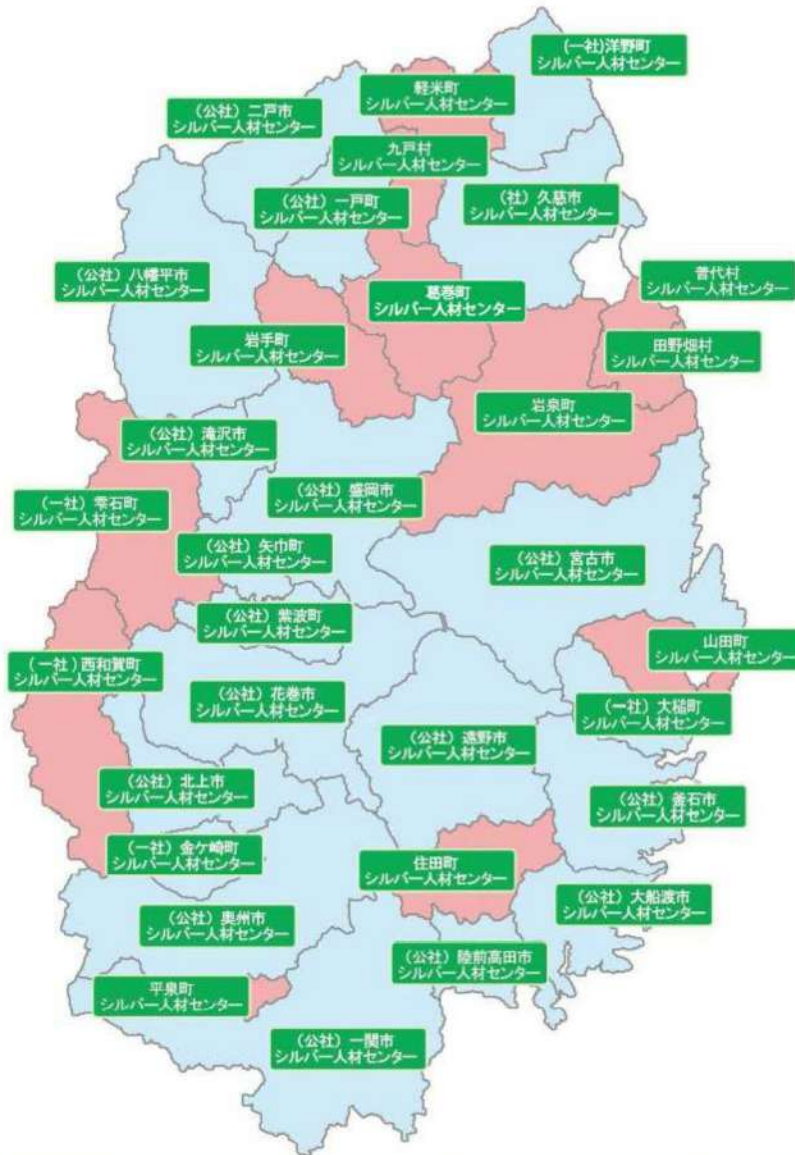 (一社)洋野町
シルバー人材センター
軽米町
シルバー人材センター
(公社)二戸市
シルバー人材センター
九戸村
シルバー人材センター
(公社)一戸町
シルバー人材センター
(社)久慈市
シルバー人材センター
(公社)八幡平市
シルバー人材センター
葛巻町
シルバー人材センター
普代村
シルバー人材センター
岩手町
シルバー人材センター
田野畑村
シルバー人材センター
岩泉町
シルバー人材センター
(公社)滝沢市
シルバー人材センター
(公社)盛岡市
シルバー人材センター
(一社)雫石町
シルバー人材センター
(公社)矢巾町
シルバー人材センター
(公社)宮古市
シルバー人材センター
(公社)紫波町
シルバー人材センター
山田町
シルバー人材センター
(一社)西和賀町
シルバー人材センター
(公社)花巻市
シルバー人材センター
(一社)大槌町
シルバー人材センター
(公社)遠野市
シルバー人材センター
(公社)北上市
シルバー人材センター
(公社)釜石市
シルバー人材センター
(一社)金ケ崎町
シルバー人材センター
住田町
シルバー人材センター
(公社)大船渡市
シルバー人材センター
(公社)奥州市
シルバー人材センター
(公社)陸前高田市
シルバー人材センター
平泉町
シルバー人材センター
(公社)一関市
シルバー人材センター